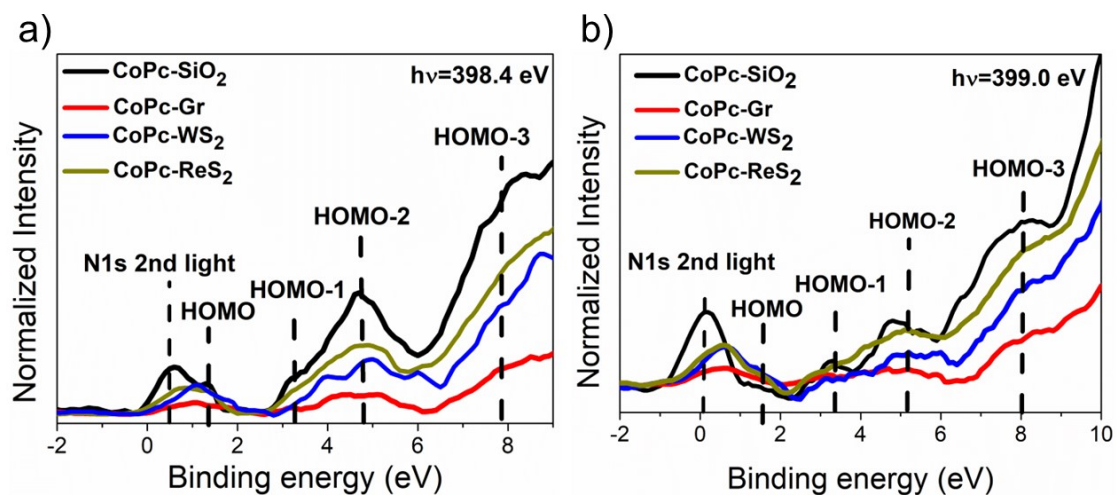 a)
CoPc-SiO₂
CoPc-Gr
CoPc-WS₂
CoPc-ReS₂
hν=398.4 eV
HOMO-3
HOMO-2
N1s 2nd light
HOMO-1
HOMO
Normalized Intensity
-2 0 2 4 6 8
Binding energy (eV)
b)
CoPc-SiO₂
CoPc-Gr
CoPc-WS₂
CoPc-ReS₂
hν=399.0 eV
HOMO-3
HOMO-2
N1s 2nd light
HOMO-1
HOMO
Normalized Intensity
-2 0 2 4 6 8 10
Binding energy (eV)